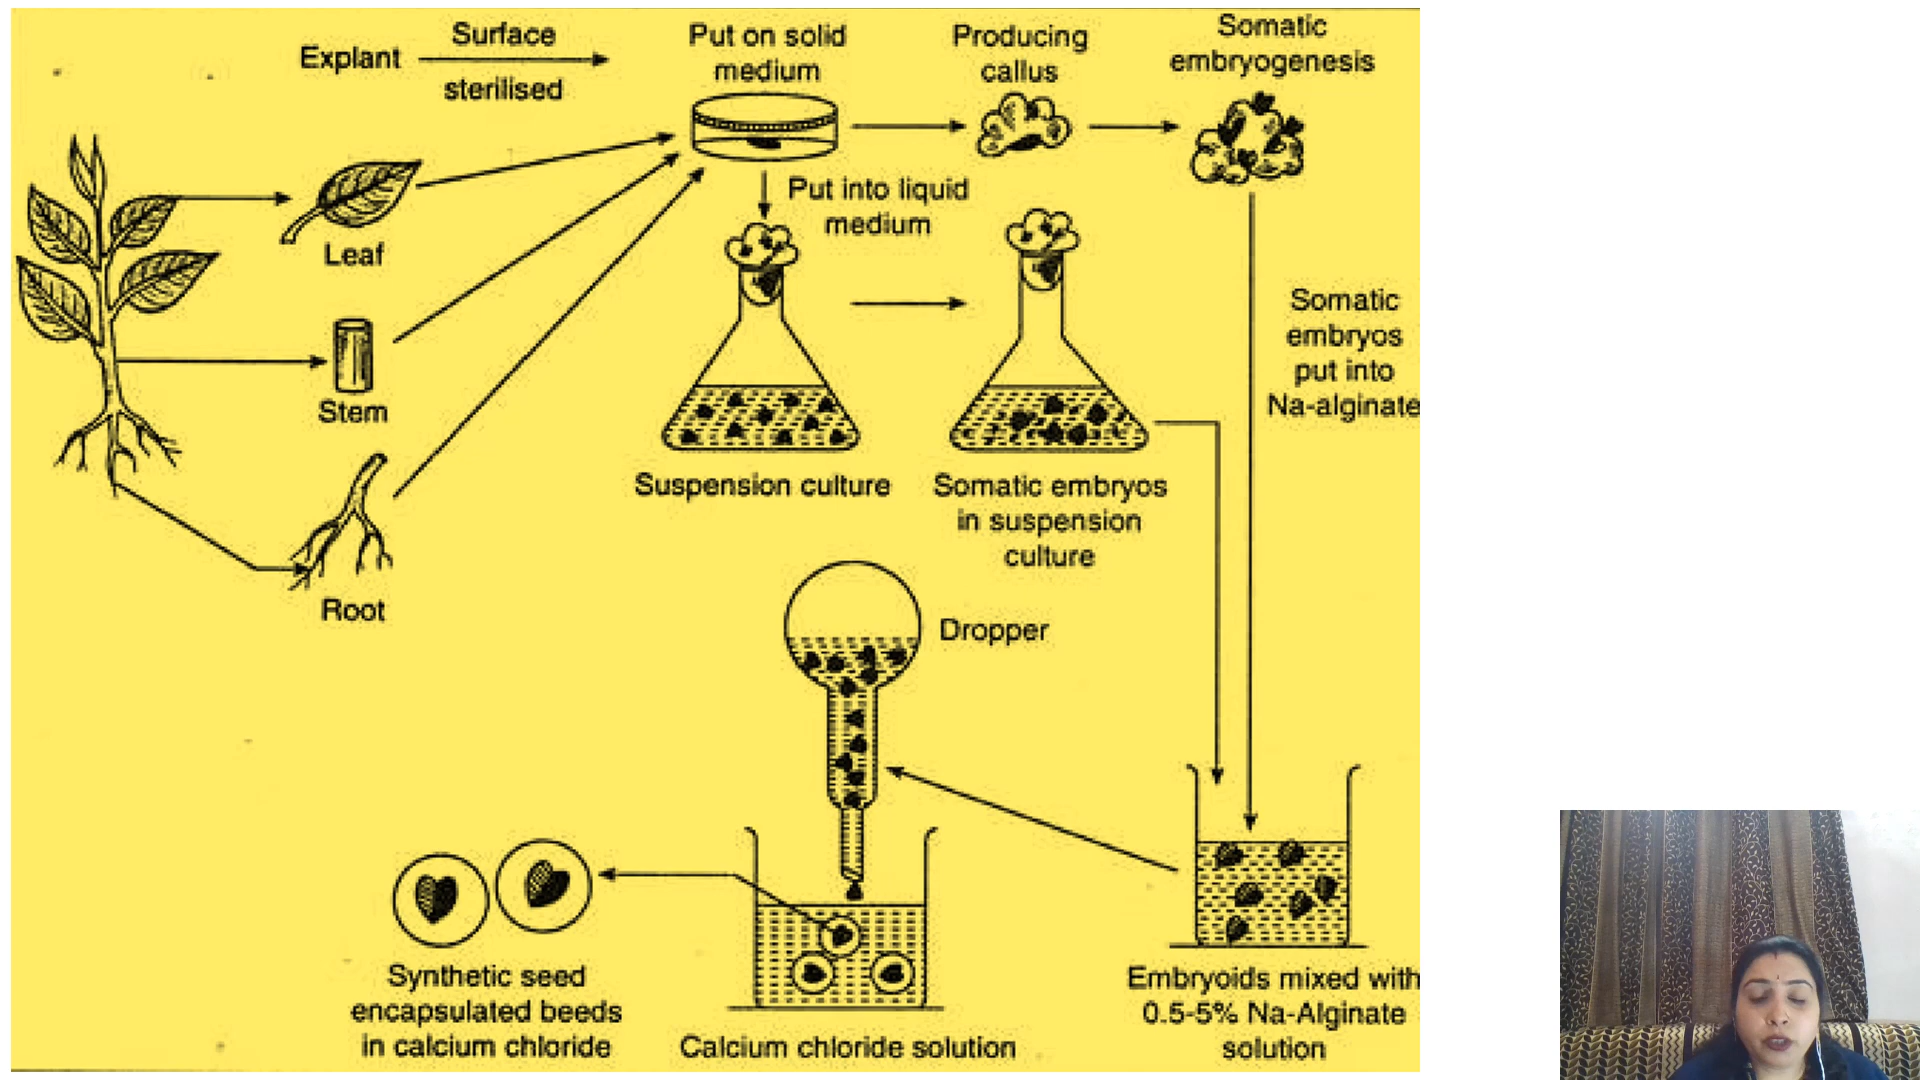 Explant
Surface
sterilised
Put on solid
medium
Producing
callus
Somatic
embryogenesis
Put into liquid
medium
Leaf
Stem
Root
Somatic
embryos
put into
Na-alginate
Suspension culture
Somatic embryos
in suspension
culture
Dropper
Synthetic seed
encapsulated beeds
in calcium chloride
Calcium chloride solution
Embryoids mixed with
0.5-5% Na-Alginate
solution